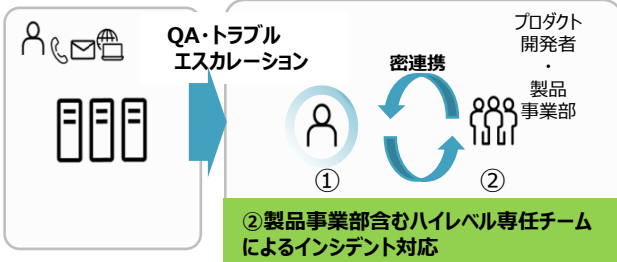 QA・トラブル
エスカレーション
密連携
プロダクト
開発者
・
製品
事業部
①
②
②製品事業部含むハイレベル専任チーム
によるインシデント対応